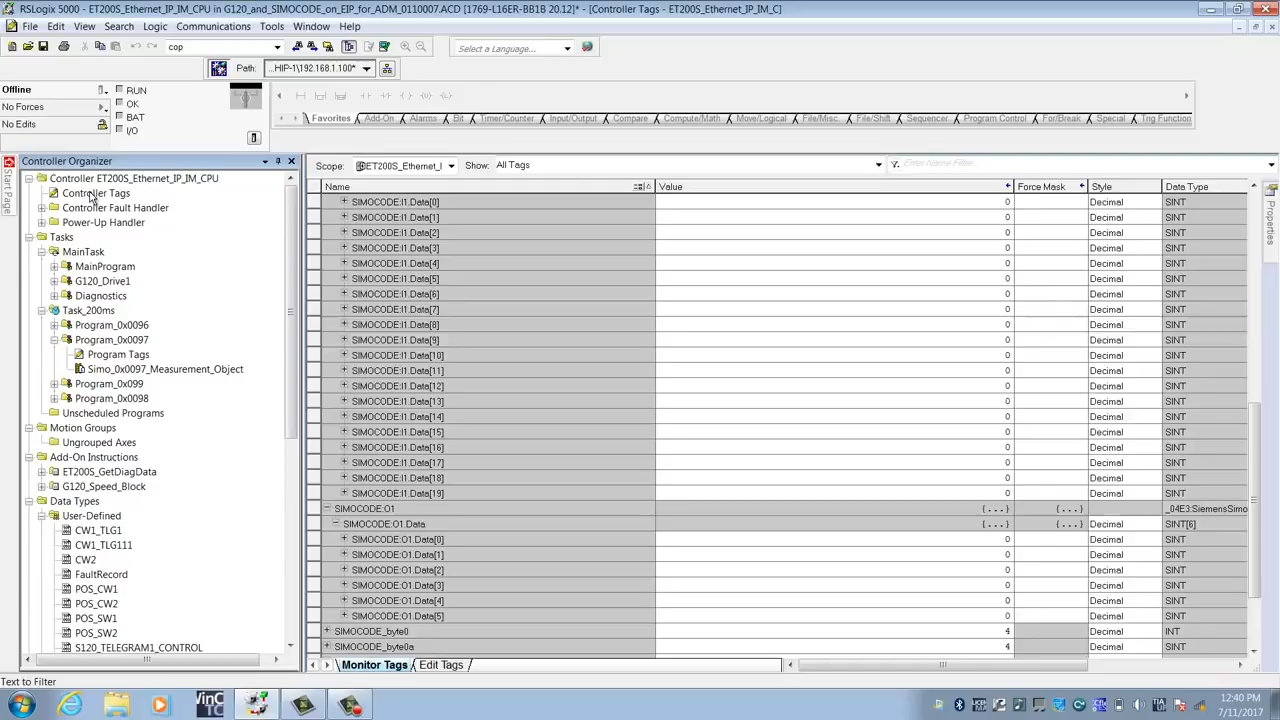 RSLogix 5000 - ET200S_Ethernet_IP_IM_CPU in G120_and_SIMOCODE_on_EIP_for_ADM_0110007.ACD [1769-L16ER-BB1B 20.12]* - [Controller Tags - ET200S_Ethernet_IP_IM_C]
File Edit View Search Logic Communications Tools Window Help
cop
Select a Language...
Path: ...HIP-1\192.168.1.100*
Offline
RUN
No Forces
OK
BAT
No Edits
I/O
Favorites Add-On Alarms Bit Timer/Counter Input/Output Compare Compute/Math Move/Logical File/Misc. File/Shift Sequencer Program Control For/Break Special Trig Function
Start Page
Controller Organizer
Controller ET200S_Ethernet_IP_IM_CPU
Controller Tags
Controller Fault Handler
Power-Up Handler
Tasks
MainTask
MainProgram
G120_Drive1
Diagnostics
Task_200ms
Program_0x0096
Program_0x0097
Program Tags
Simo_0x0097_Measurement_Object
Program_0x099
Program_0x0098
Unscheduled Programs
Motion Groups
Ungrouped Axes
Add-On Instructions
ET200S_GetDiagData
G120_Speed_Block
Data Types
User-Defined
CW1_TLG1
CW1_TLG111
CW2
FaultRecord
POS_CW1
POS_CW2
POS_SW1
POS_SW2
S120_TELEGRAM1_CONTROL
Scope: ET200S_Ethernet_I Show: All Tags Enter Name Filter
Name Value Force Mask Style Data Type
SIMOCODE:I1.Data[0] 0 Decimal SINT
SIMOCODE:I1.Data[1] 0 Decimal SINT
SIMOCODE:I1.Data[2] 0 Decimal SINT
SIMOCODE:I1.Data[3] 0 Decimal SINT
SIMOCODE:I1.Data[4] 0 Decimal SINT
SIMOCODE:I1.Data[5] 0 Decimal SINT
SIMOCODE:I1.Data[6] 0 Decimal SINT
SIMOCODE:I1.Data[7] 0 Decimal SINT
SIMOCODE:I1.Data[8] 0 Decimal SINT
SIMOCODE:I1.Data[9] 0 Decimal SINT
SIMOCODE:I1.Data[10] 0 Decimal SINT
SIMOCODE:I1.Data[11] 0 Decimal SINT
SIMOCODE:I1.Data[12] 0 Decimal SINT
SIMOCODE:I1.Data[13] 0 Decimal SINT
SIMOCODE:I1.Data[14] 0 Decimal SINT
SIMOCODE:I1.Data[15] 0 Decimal SINT
SIMOCODE:I1.Data[16] 0 Decimal SINT
SIMOCODE:I1.Data[17] 0 Decimal SINT
SIMOCODE:I1.Data[18] 0 Decimal SINT
SIMOCODE:I1.Data[19] 0 Decimal SINT
SIMOCODE:O1 {...} {...} _04E3:SiemensSimo
SIMOCODE:O1.Data {...} {...} Decimal SINT[6]
SIMOCODE:O1.Data[0] 0 Decimal SINT
SIMOCODE:O1.Data[1] 0 Decimal SINT
SIMOCODE:O1.Data[2] 0 Decimal SINT
SIMOCODE:O1.Data[3] 0 Decimal SINT
SIMOCODE:O1.Data[4] 0 Decimal SINT
SIMOCODE:O1.Data[5] 0 Decimal SINT
SIMOCODE_byte0 4 Decimal INT
SIMOCODE_byte0a 4 Decimal SINT
Monitor Tags Edit Tags
Properties
Text to Filter
WinC
TC
TIA
12:40 PM
7/11/2017